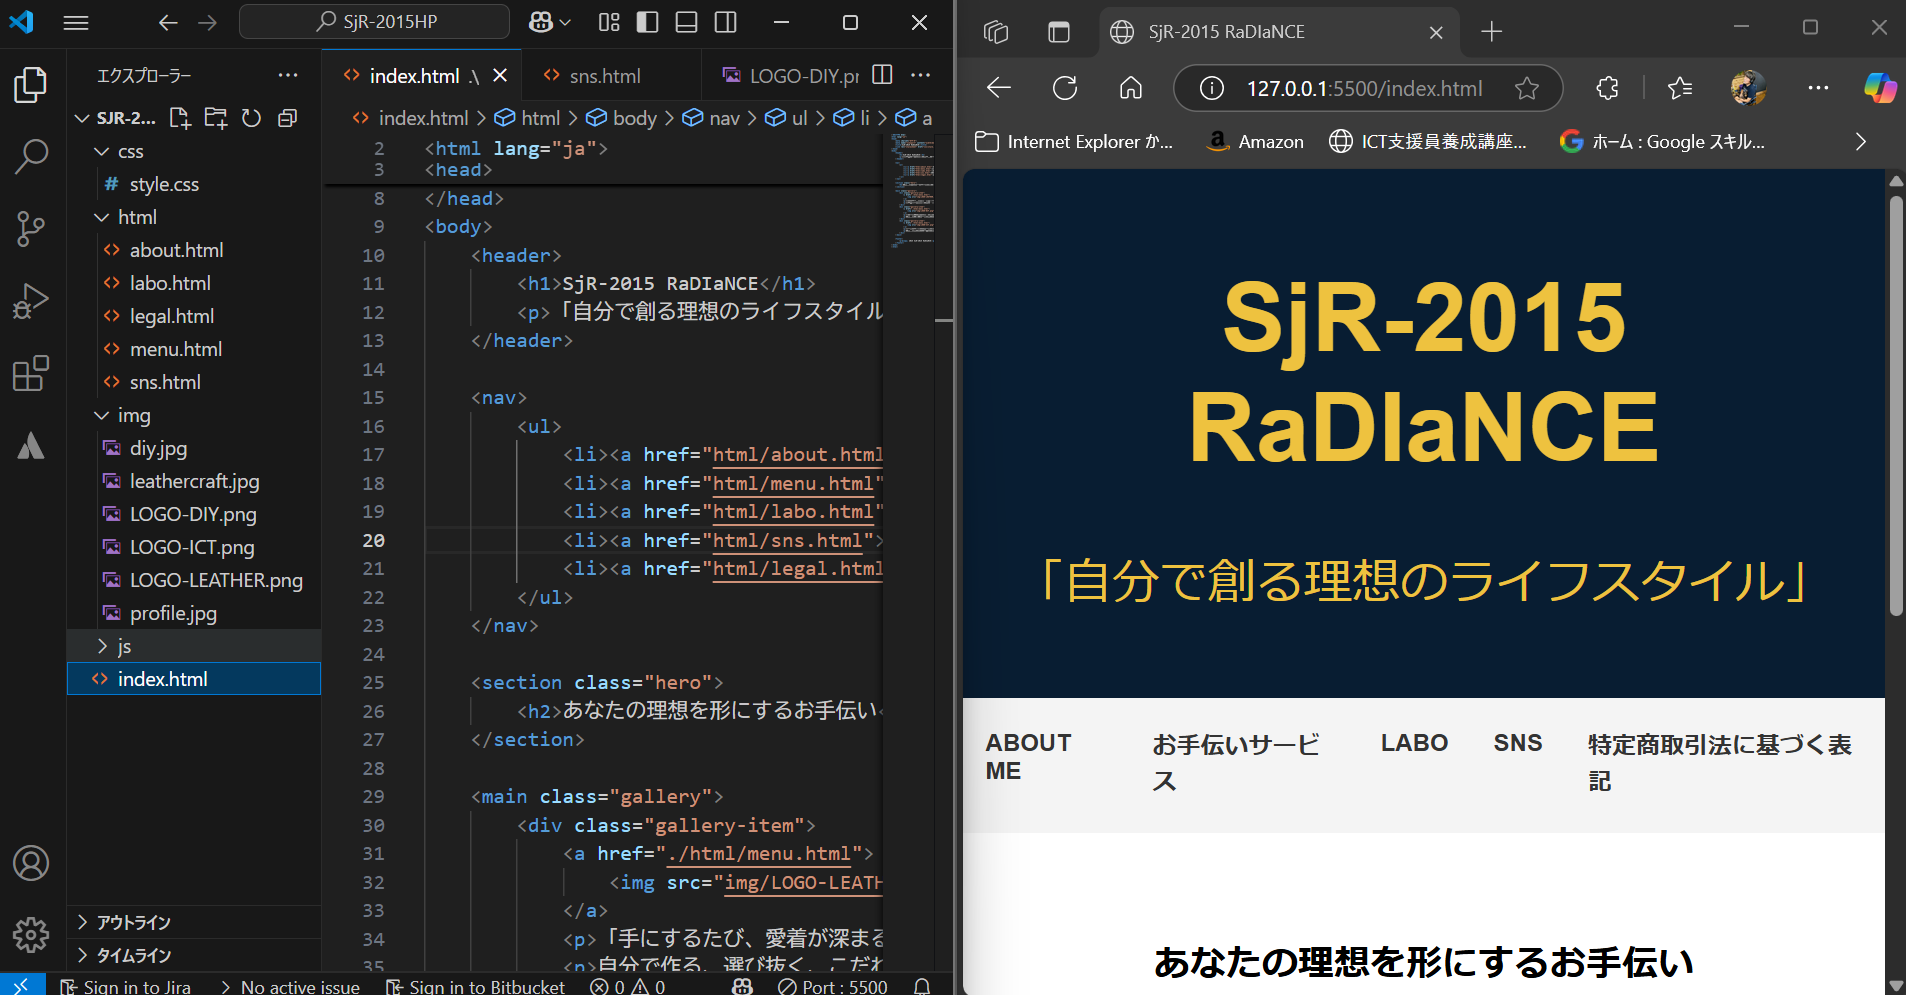 SjR-2015HP
エクスプローラー
SJR-2...
css
style.css
html
about.html
labo.html
legal.html
menu.html
sns.html
img
diy.jpg
leathercraft.jpg
LOGO-DIY.png
LOGO-ICT.png
LOGO-LEATHER.png
profile.jpg
js
index.html
アウトライン
タイムライン
index.html .\
sns.html
LOGO-DIY.pr
index.html > html > body > nav > ul > li > a
2 <html lang="ja">
3 <head>
8 </head>
9 <body>
10 <header>
11 <h1>SjR-2015 RaDIaNCE</h1>
12 <p>「自分で創る理想のライフスタイル
13 </header>
14
15 <nav>
16 <ul>
17 <li><a href="html/about.html
18 <li><a href="html/menu.html"
19 <li><a href="html/labo.html"
20 <li><a href="html/sns.html">
21 <li><a href="html/legal.html
22 </ul>
23 </nav>
24
25 <section class="hero">
26 <h2>あなたの理想を形にするお手伝い<
27 </section>
28
29 <main class="gallery">
30 <div class="gallery-item">
31 <a href="./html/menu.html">
32 <img src="img/LOGO-LEATH
33 </a>
34 <p>「手にするたび、愛着が深まる
35 <p>自分で作る、選び抜く、こだわ
Sign in to Jira
No active issue
Sign in to Bitbucket
0 0
Port : 5500
SjR-2015 RaDIaNCE
127.0.0.1:5500/index.html
Internet Explorer か...
Amazon
ICT支援員養成講座...
ホーム : Google スキル...
SjR-2015
RaDIaNCE
「自分で創る理想のライフスタイル」
ABOUT
ME
お手伝いサービ
ス
LABO
SNS
特定商取引法に基づく表
記
あなたの理想を形にするお手伝い